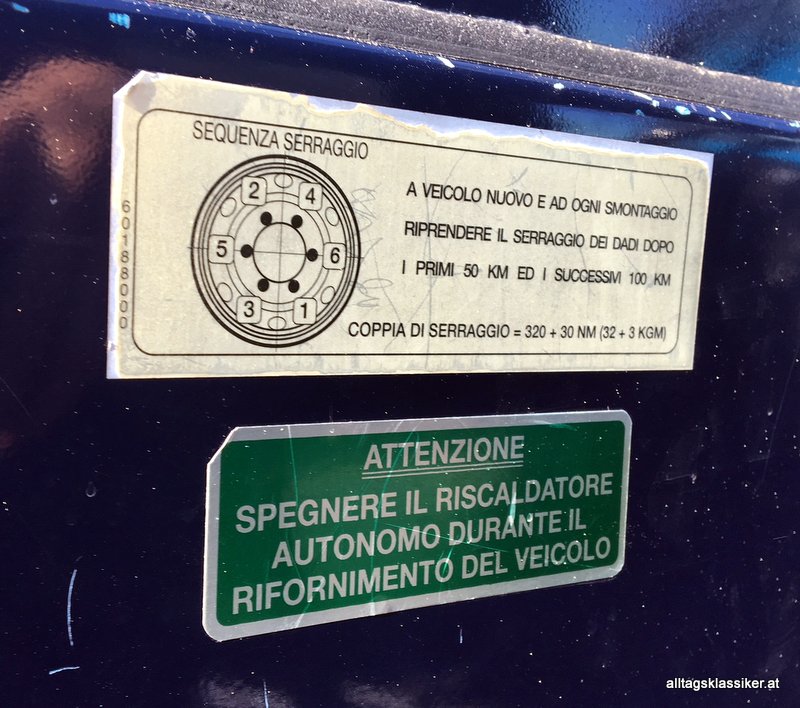 SEQUENZA SERRAGGIO
2 4
5 6
3 1
60188000
A VEICOLO NUOVO E AD OGNI SMONTAGGIO
RIPRENDERE IL SERRAGGIO DEI DADI DOPO
I PRIMI 50 KM ED I SUCCESSIVI 100 KM
COPPIA DI SERRAGGIO = 320 + 30 NM (32 + 3 KGM)
ATTENZIONE
SPEGNERE IL RISCALDATORE
AUTONOMO DURANTE IL
RIFORNIMENTO DEL VEICOLO
alltagsklassiker.at